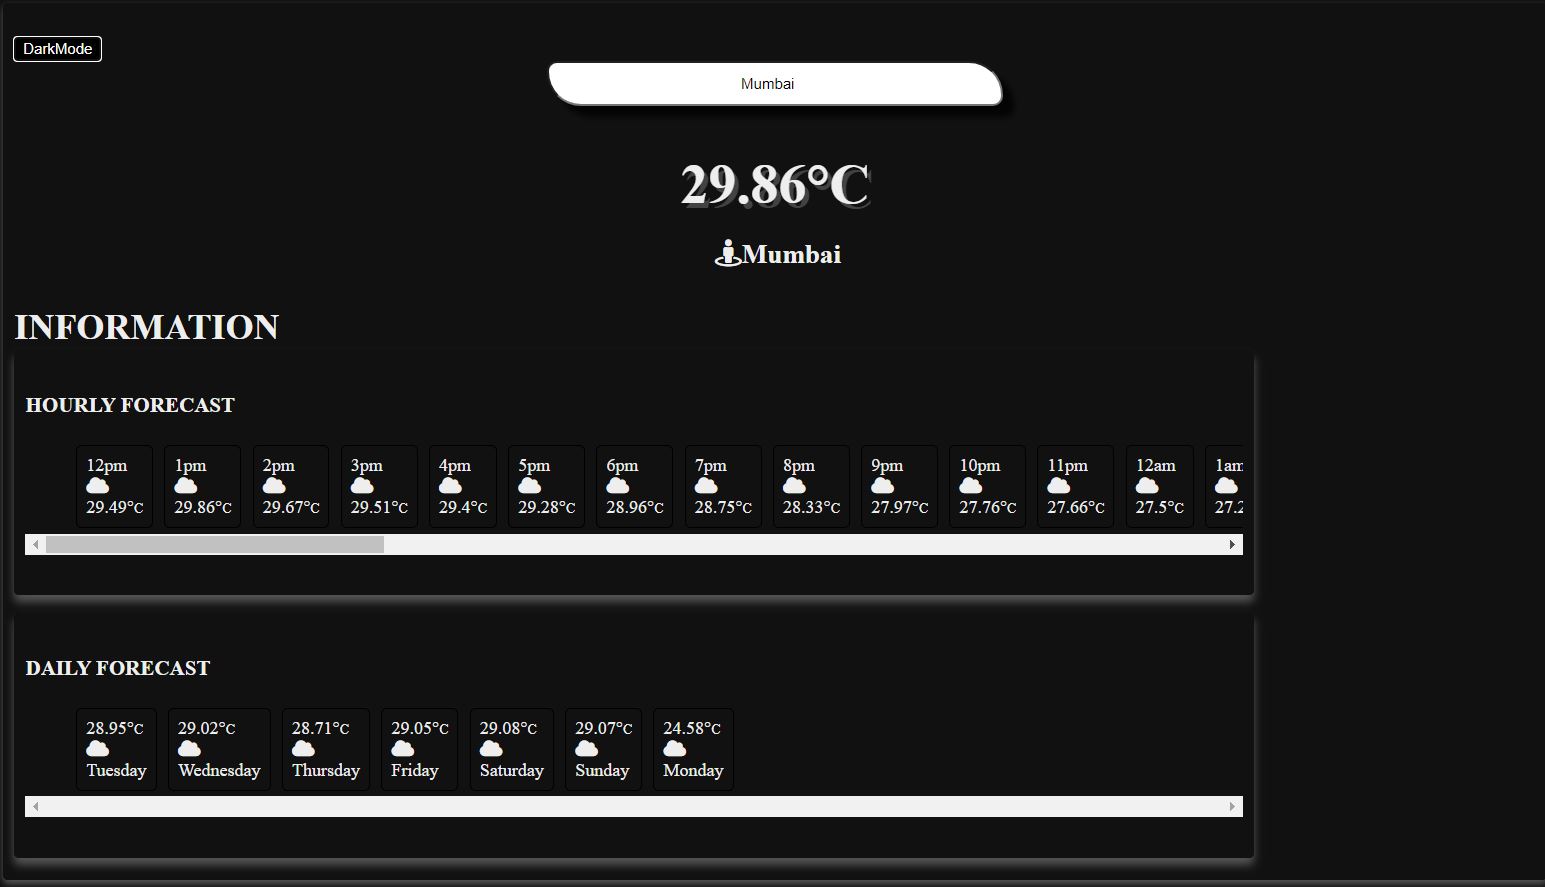 DarkMode
Mumbai
29.86°C
Mumbai
INFORMATION
HOURLY FORECAST
12pm 1pm 2pm 3pm 4pm 5pm 6pm 7pm 8pm 9pm 10pm 11pm 12am 1am
29.49°C 29.86°C 29.67°C 29.51°C 29.4°C 29.28°C 28.96°C 28.75°C 28.33°C 27.97°C 27.76°C 27.66°C 27.5°C 27.2
DAILY FORECAST
28.95°C 29.02°C 28.71°C 29.05°C 29.08°C 29.07°C 24.58°C
Tuesday Wednesday Thursday Friday Saturday Sunday Monday